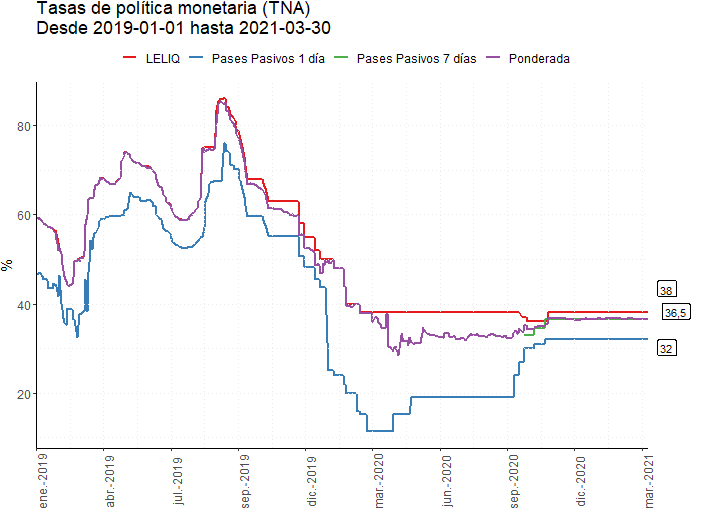 Tasas de política monetaria (TNA)
Desde 2019-01-01 hasta 2021-03-30
LELIQ Pases Pasivos 1 día Pases Pasivos 7 días Ponderada
80
60
40
20
%
38
36,5
32
ene.-2019 abr.-2019 jul.-2019 sep.-2019 dic.-2019 mar.-2020 jun.-2020 sep.-2020 dic.-2020 mar.-2021